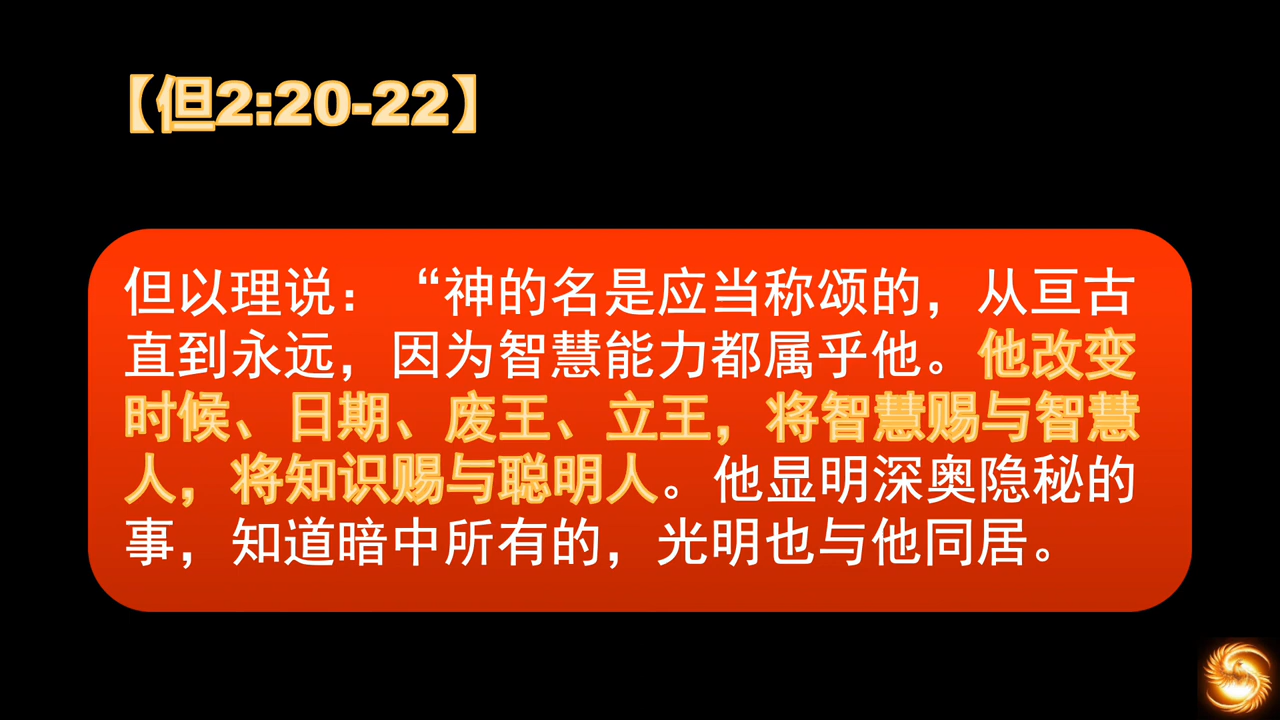 【但2:20-22】
但以理说：“神的名是应当称颂的，从亘古
直到永远，因为智慧能力都属乎他。他改变
时候、日期、废王、立王，将智慧赐与智慧
人，将知识赐与聪明人。他显明深奥隐秘的
事，知道暗中所有的，光明也与他同居。